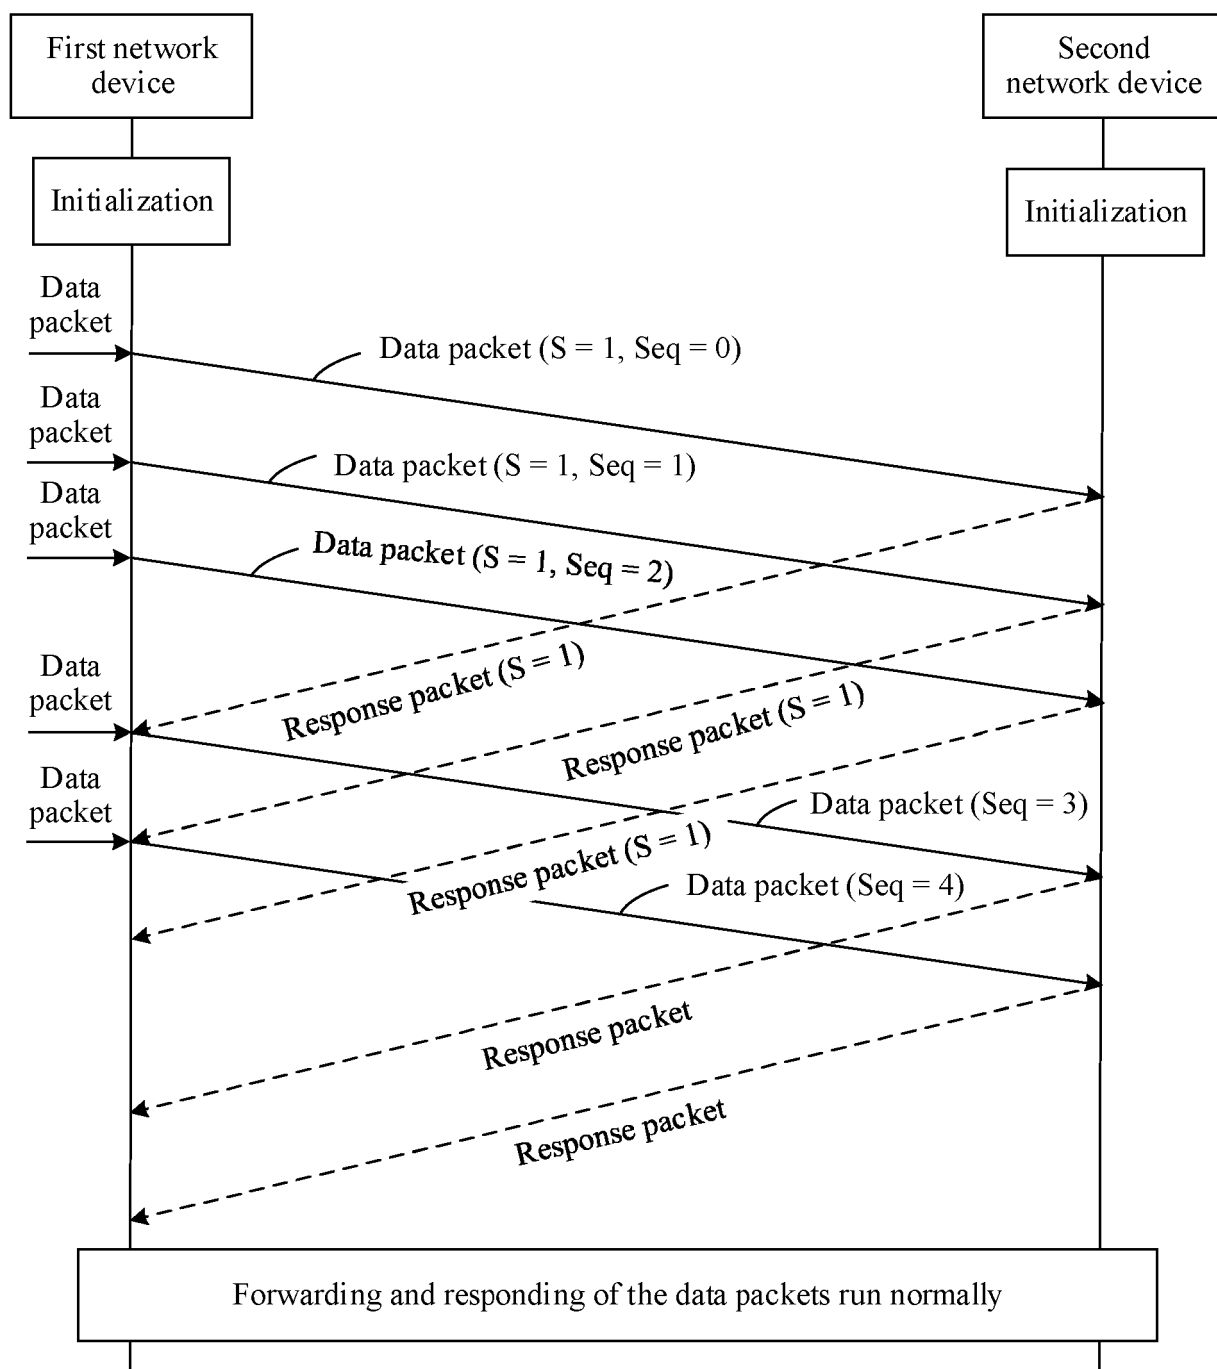 First network
device
Second
network device
Initialization
Initialization
Data
packet
Data packet (S = 1, Seq = 0)
Data
packet
Data packet (S = 1, Seq = 1)
Data
packet
Data packet (S = 1, Seq = 2)
Response packet (S = 1)
Data
packet
Response packet (S = 1)
Data
packet
Data packet (Seq = 3)
Response packet (S = 1)
Data packet (Seq = 4)
Response packet
Response packet
Forwarding and responding of the data packets run normally